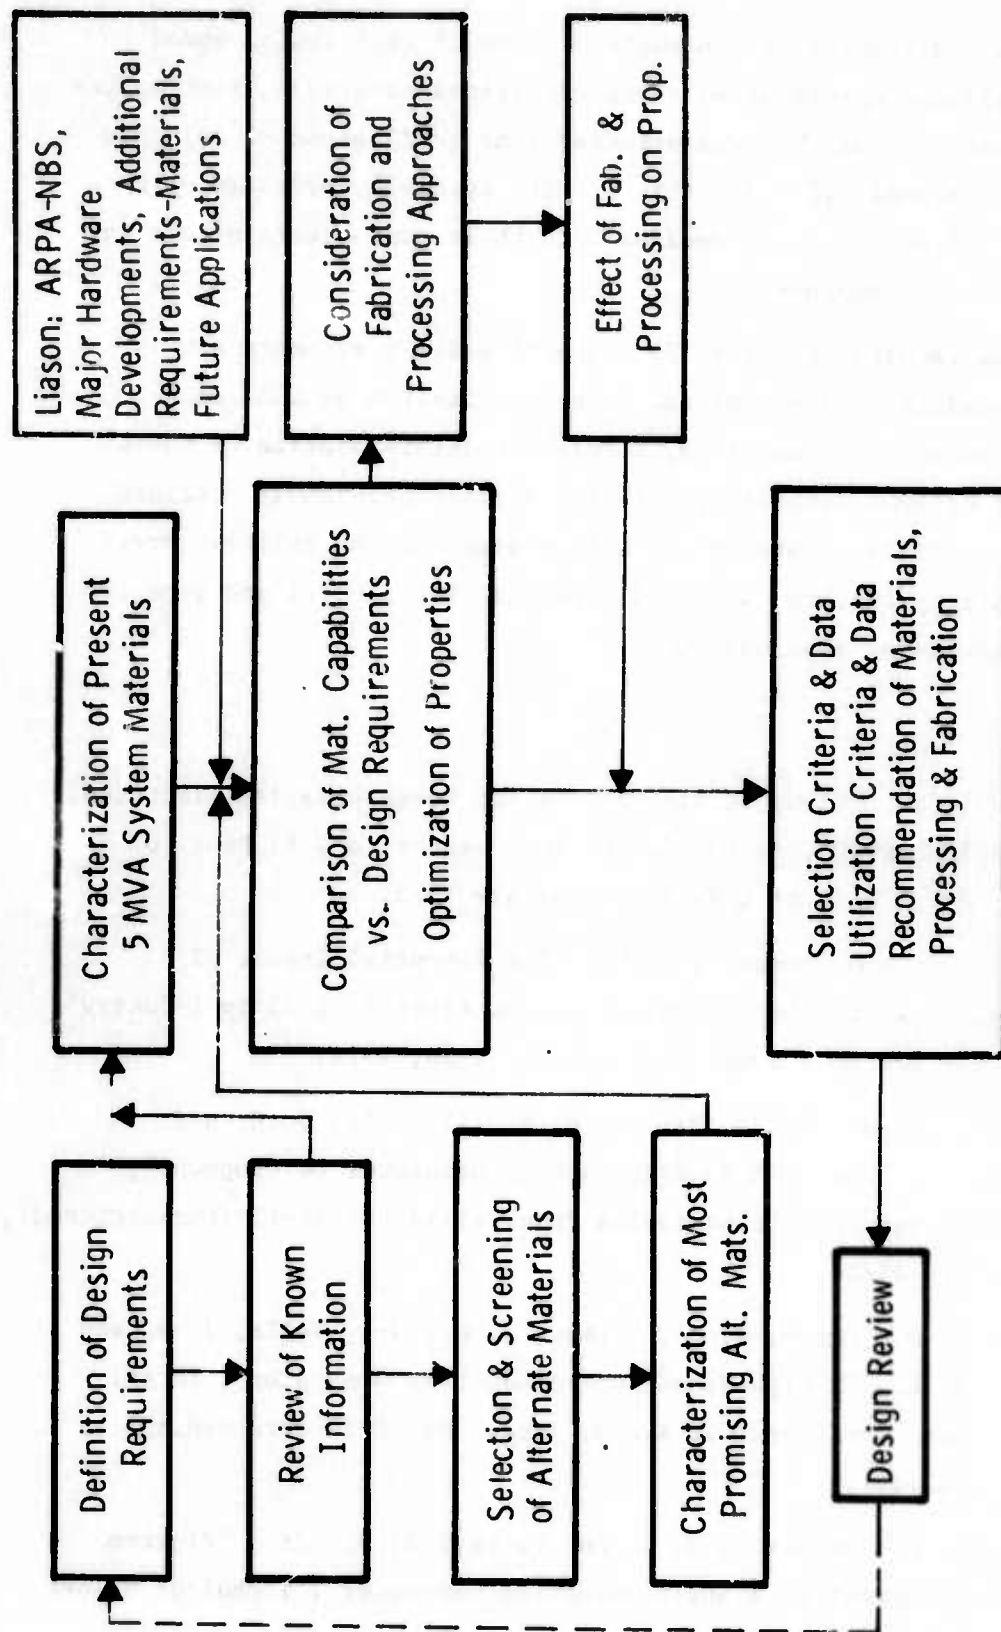 Definition of Design
Requirements
Review of Known
Information
Selection & Screening
of Alternate Materials
Characterization of Most
Promising Alt. Mats.
Design Review
Characterization of Present
5 MVA System Materials
Comparison of Mat. Capabilities
vs. Design Requirements
Optimization of Properties
Selection Criteria & Data
Utilization Criteria & Data
Recommendation of Materials,
Processing & Fabrication
Liason: ARPA-NBS,
Major Hardware
Developments, Additional
Requirements-Materials,
Future Applications
Consideration of
Fabrication and
Processing Approaches
Effect of Fab. &
Processing on Prop.